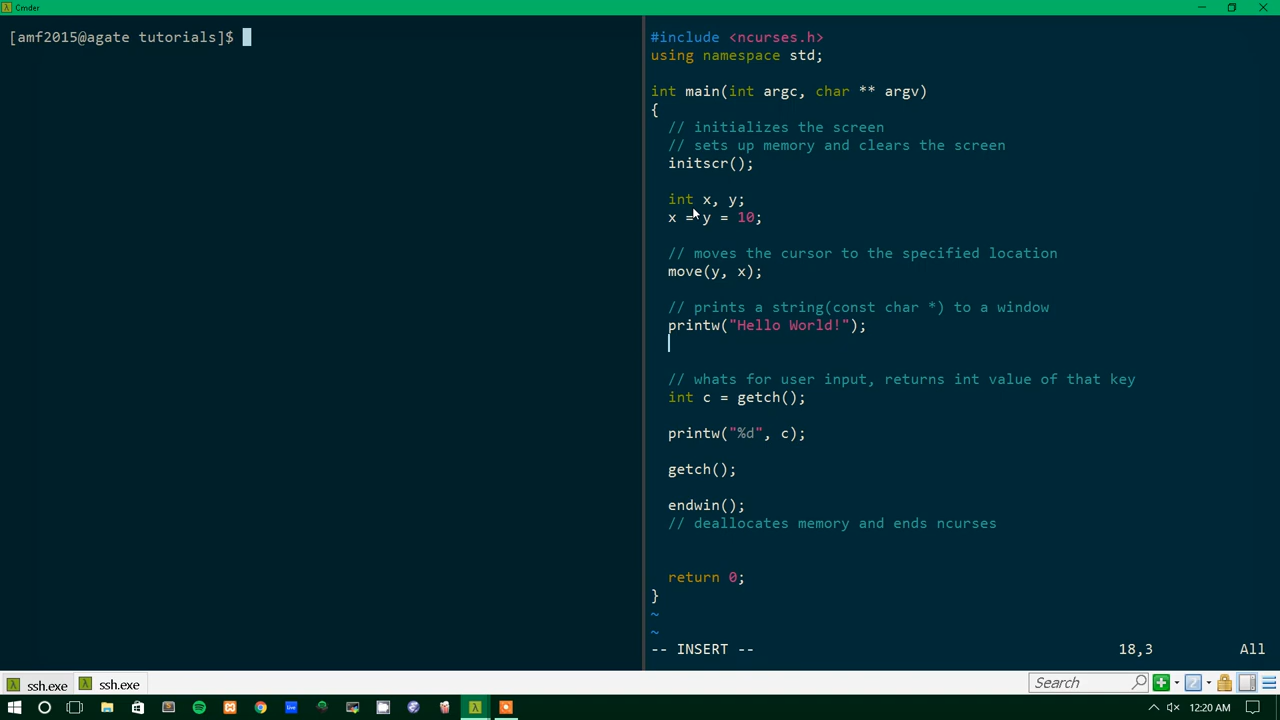 Cmder
[amf2015@agate tutorials]$
#include <ncurses.h>
using namespace std;
int main(int argc, char ** argv)
{
// initializes the screen
// sets up memory and clears the screen
initscr();
int x, y;
x = y = 10;
// moves the cursor to the specified location
move(y, x);
// prints a string(const char *) to a window
printw("Hello World!");
// whats for user input, returns int value of that key
int c = getch();
printw("%d", c);
getch();
endwin();
// deallocates memory and ends ncurses
return 0;
}
~
~
-- INSERT -- 18,3 All
ssh.exe ssh.exe Search
12:20 AM